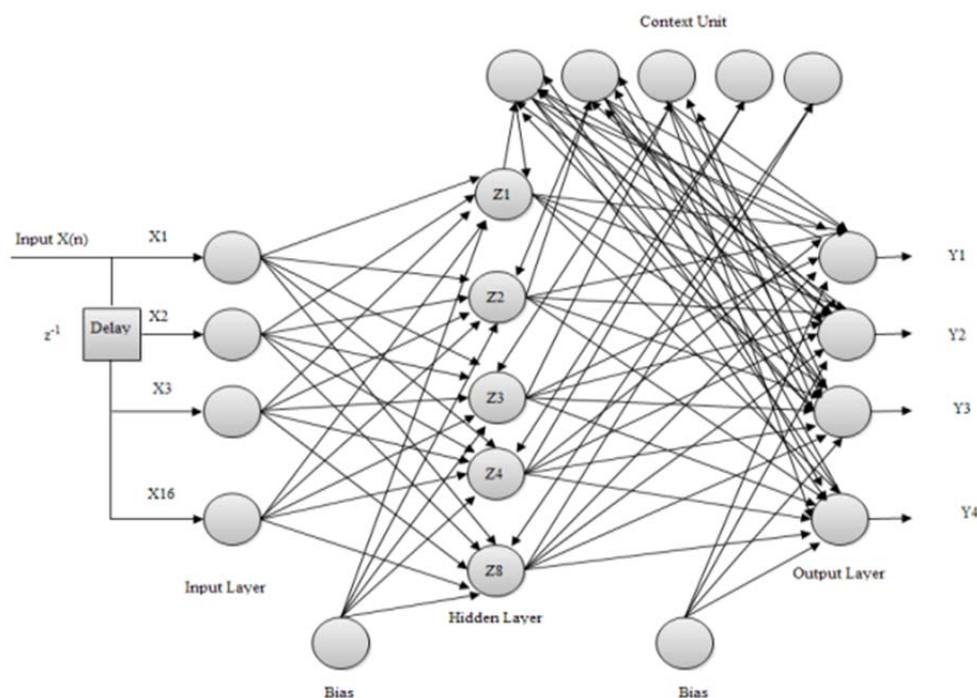 Context Unit
Z1
Input X(n)
X1
Y1
X2
z-1
Delay
Z2
Y2
X3
Z3
Y3
Z4
X16
Y4
Z8
Input Layer
Output Layer
Hidden Layer
Bias
Bias